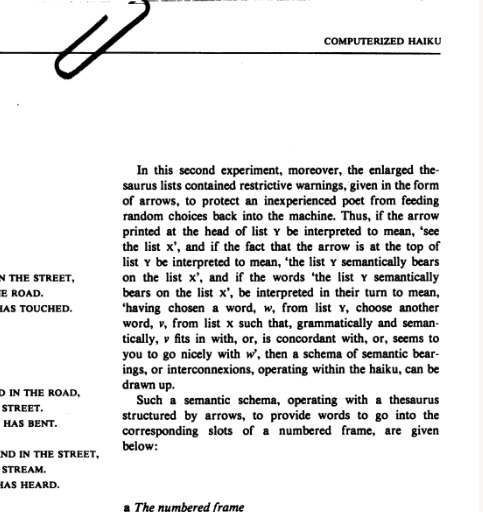 COMPUTERIZED HAIKU
In this second experiment, moreover, the enlarged the-
saurus lists contained restrictive warnings, given in the form
of arrows, to protect an inexperienced poet from feeding
random choices back into the machine. Thus, if the arrow
printed at the head of list Y be interpreted to mean, ‘see
the list X’, and if the fact that the arrow is at the top of
list Y be interpreted to mean, ‘the list Y semantically bears
on the list X’, and if the words ‘the list Y semantically
bears on the list X’, be interpreted in their turn to mean,
‘having chosen a word, w, from list Y, choose another
word, v, from list X such that, grammatically and seman-
tically, v fits in with, or, is concordant with, or, seems to
you to go nicely with w’, then a schema of semantic bear-
ings, or interconnexions, operating within the haiku, can be
drawn up.
Such a semantic schema, operating with a thesaurus
structured by arrows, to provide words to go into the
corresponding slots of a numbered frame, are given
below:
a The numbered frame
N THE STREET,
E ROAD.
HAS TOUCHED.
D IN THE ROAD,
STREET.
HAS BENT.
ND IN THE STREET,
STREAM.
HAS HEARD.